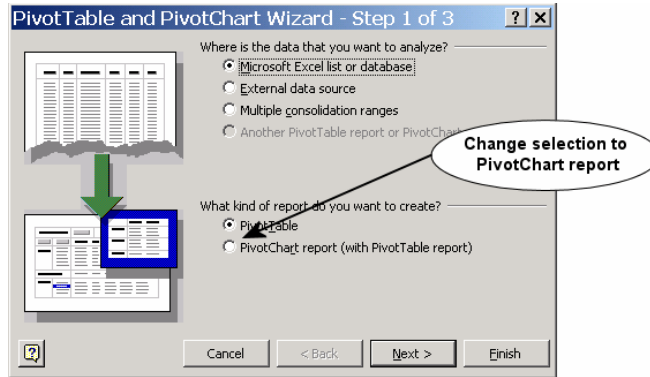 PivotTable and PivotChart Wizard - Step 1 of 3
Where is the data that you want to analyze?
Microsoft Excel list or database
External data source
Multiple consolidation ranges
Another PivotTable report or PivotChart
Change selection to
PivotChart report
What kind of report do you want to create?
PivotTable
PivotChart report (with PivotTable report)
Cancel
< Back
Next >
Finish